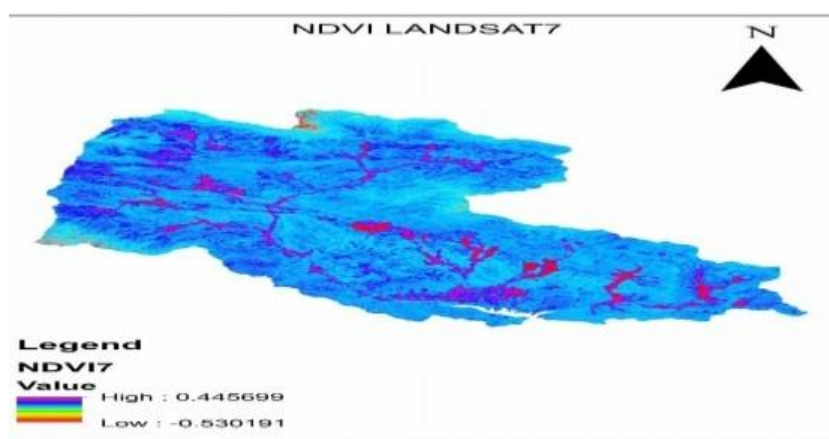 NDVI LANDSAT7
N
Legend
NDVI7
Value
High : 0.445699
Low : -0.530191